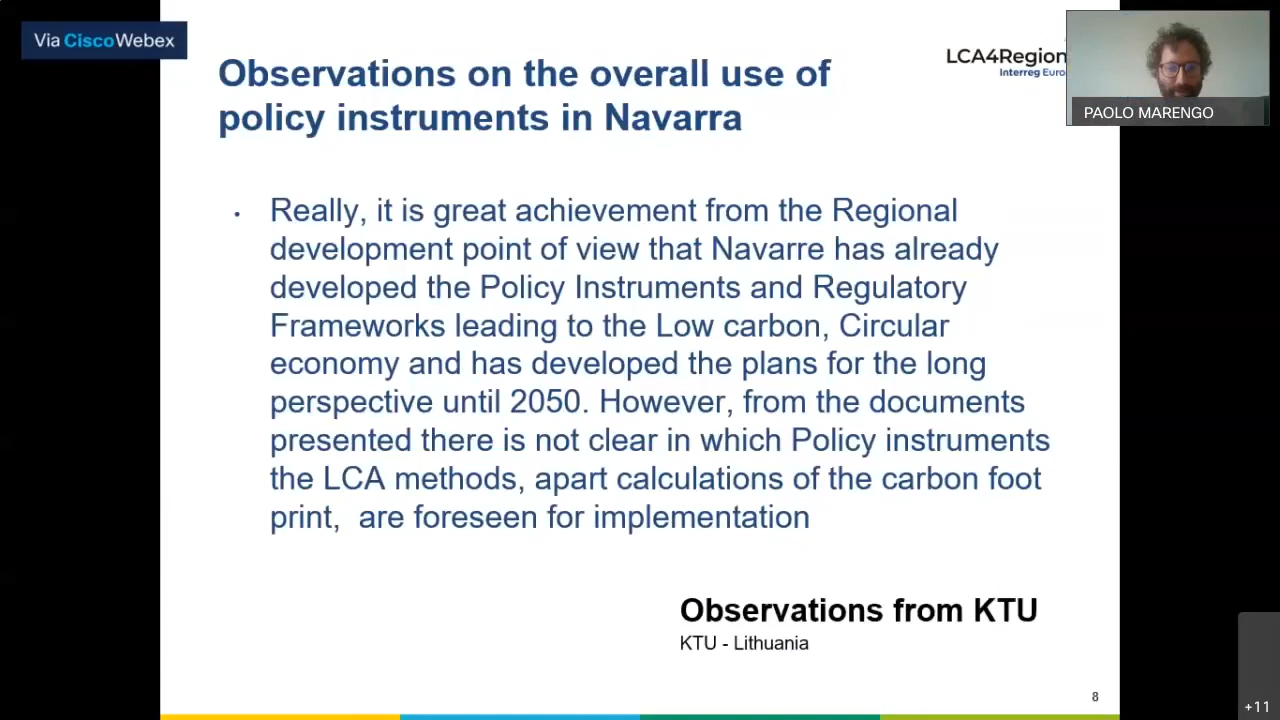 Via CiscoWebex
Observations on the overall use of
policy instruments in Navarra
LCA4Region
Interreg Euro
PAOLO MARENGO
• Really, it is great achievement from the Regional
development point of view that Navarre has already
developed the Policy Instruments and Regulatory
Frameworks leading to the Low carbon, Circular
economy and has developed the plans for the long
perspective until 2050. However, from the documents
presented there is not clear in which Policy instruments
the LCA methods, apart calculations of the carbon foot
print,  are foreseen for implementation
Observations from KTU
KTU - Lithuania
8
+11